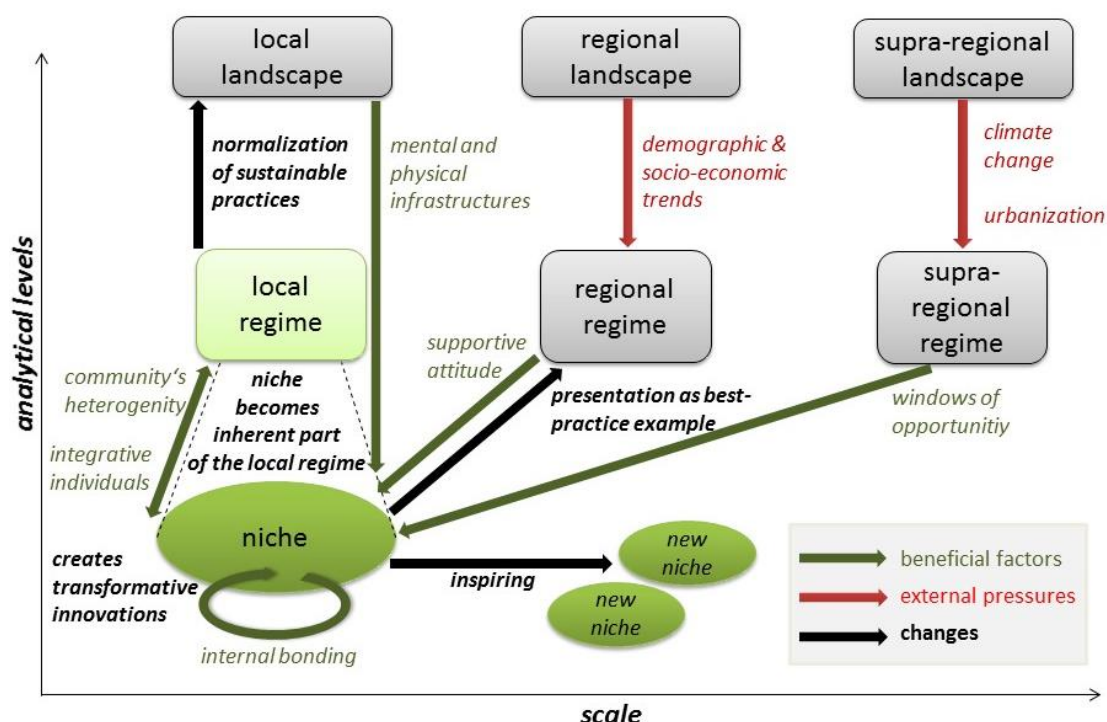 local
landscape
regional
landscape
supra-regional
landscape
normalization
of sustainable
practices
mental and
physical
infrastructures
demographic &
socio-economic
trends
climate
change
urbanization
analytical levels
local
regime
regional
regime
supra-
regional
regime
community's
heterogenity
niche
becomes
inherent part
of the local regime
supportive
attitude
presentation as best-
practice example
windows of
opportunitiy
integrative
individuals
niche
creates
transformative
innovations
inspiring
new
niche
new
niche
internal bonding
beneficial factors
external pressures
changes
scale